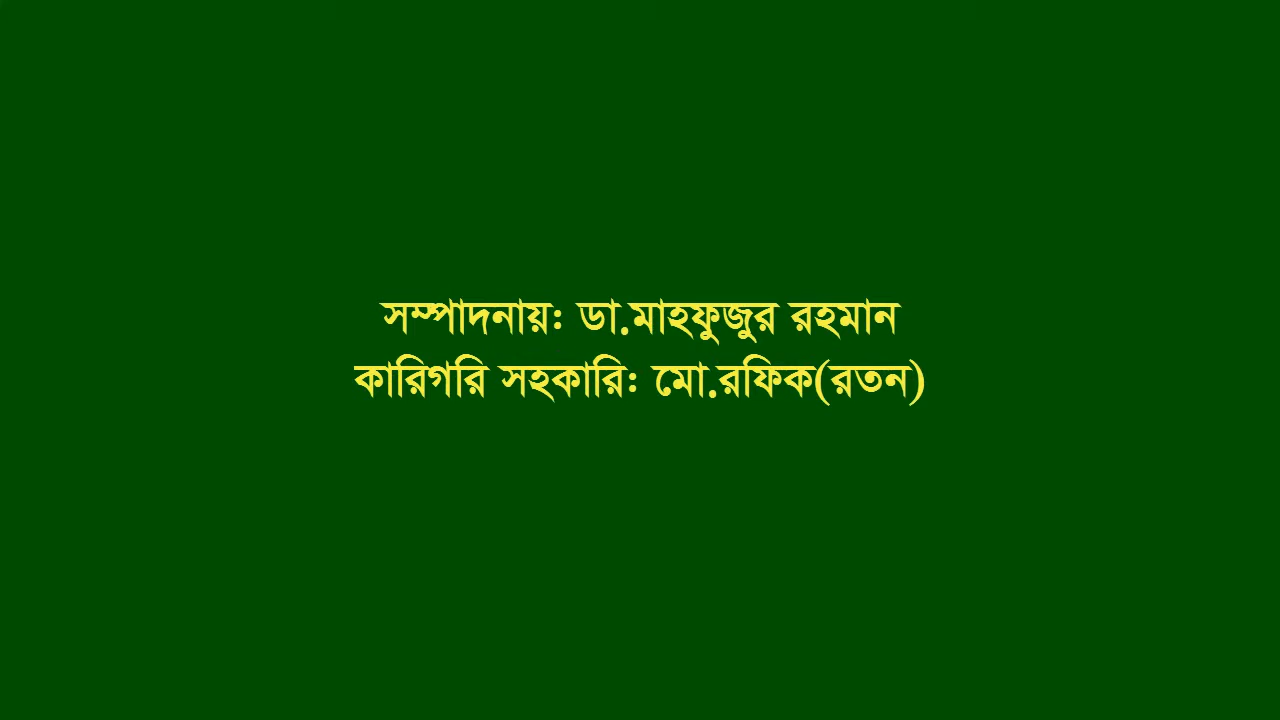 সম্পাদনায়: ডা.মাহফুজুর রহমান
কারিগরি সহকারি: মো.রফিক(রতন)